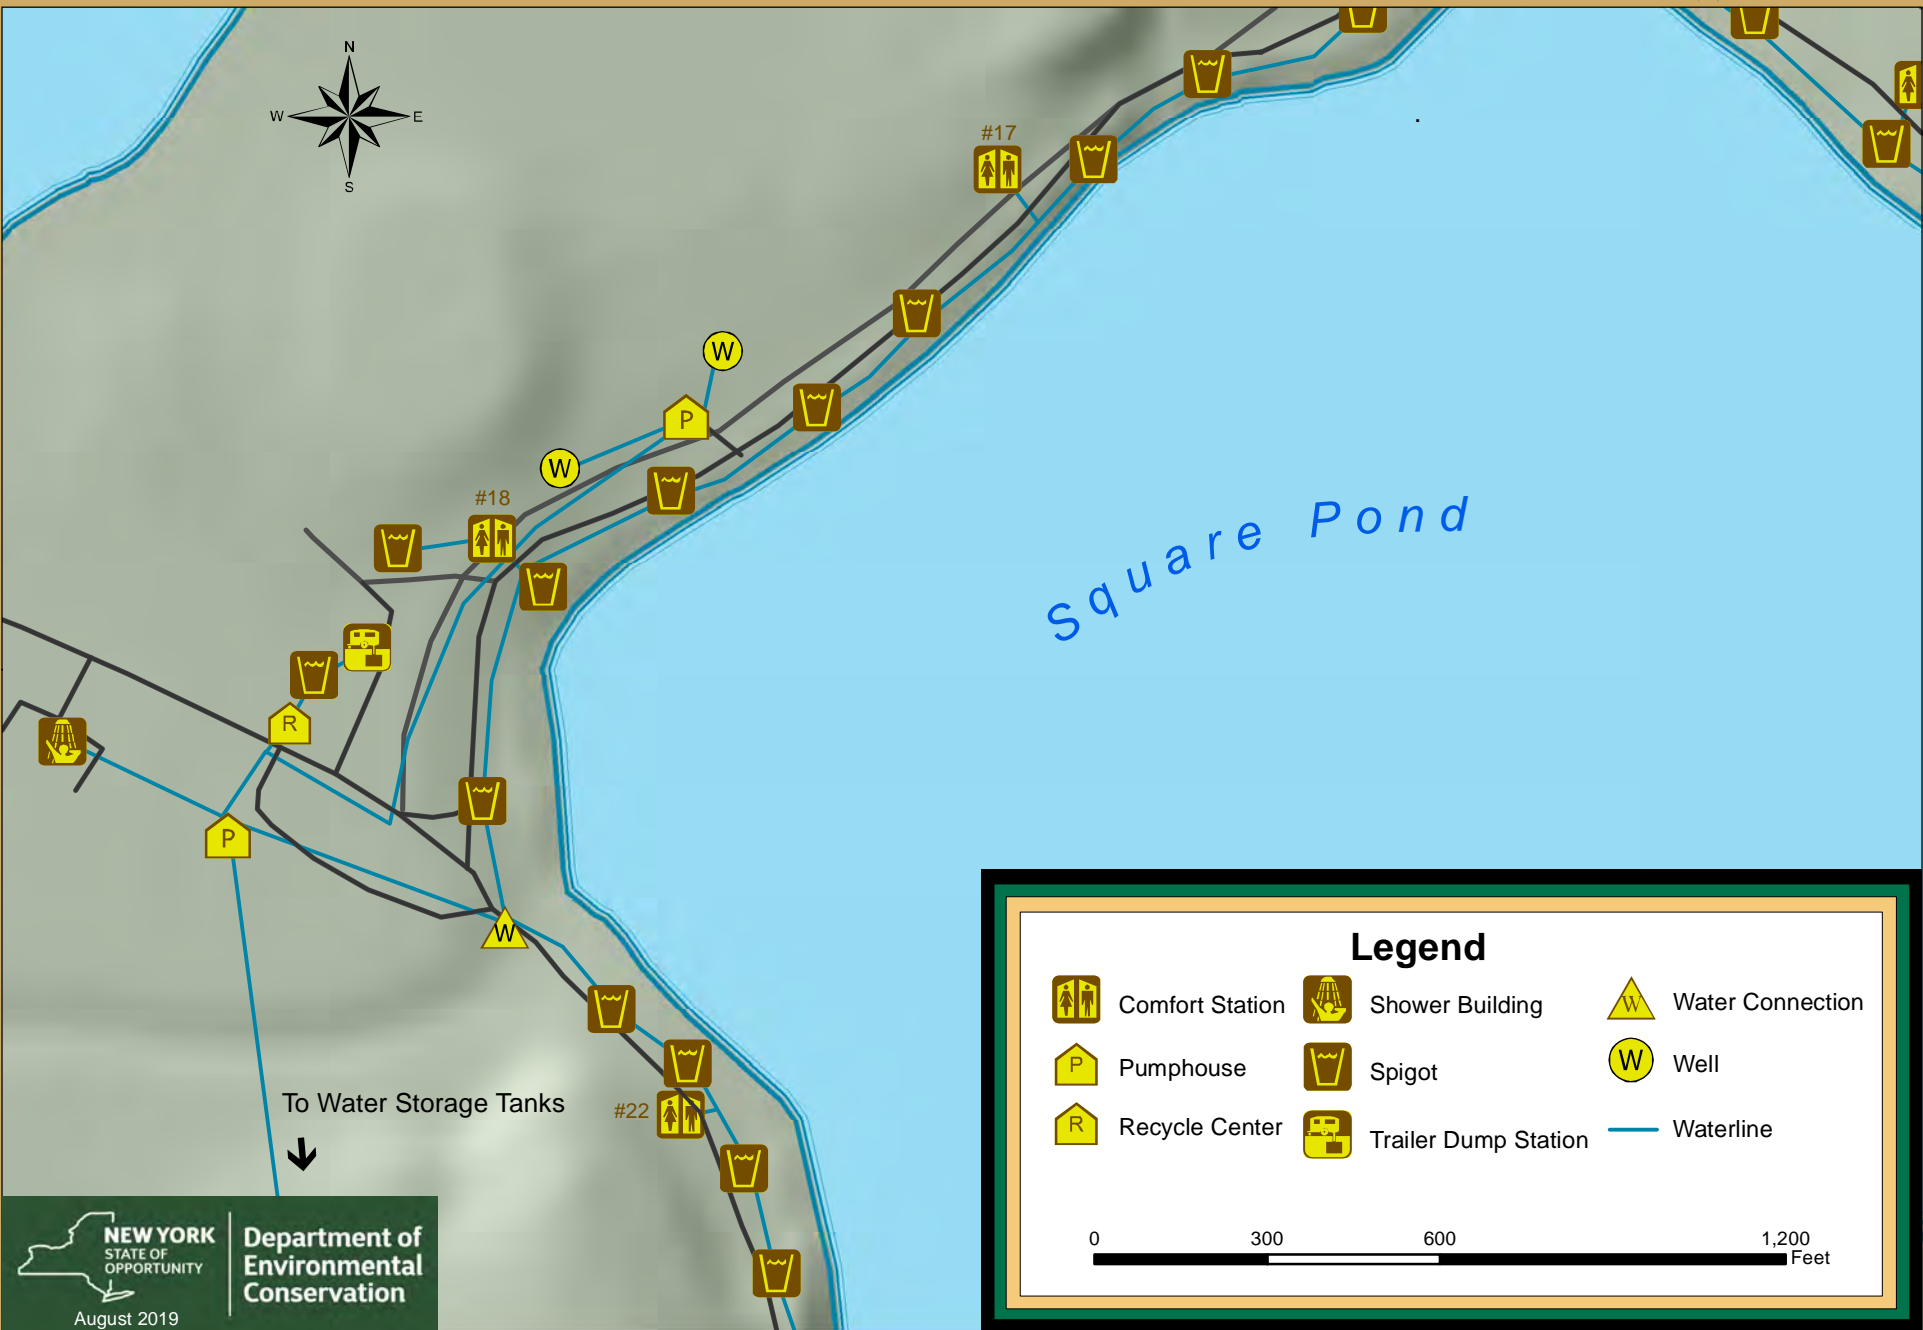 N
W E
S
#17
W
P
W
#18
Square Pond
R
P
W
#22
To Water Storage Tanks
NEW YORK
STATE OF
OPPORTUNITY
Department of
Environmental
Conservation
August 2019
Legend
Comfort Station
Shower Building
W Water Connection
P Pumphouse
Spigot
W Well
R Recycle Center
Trailer Dump Station
Waterline
0 300 600 1,200
Feet